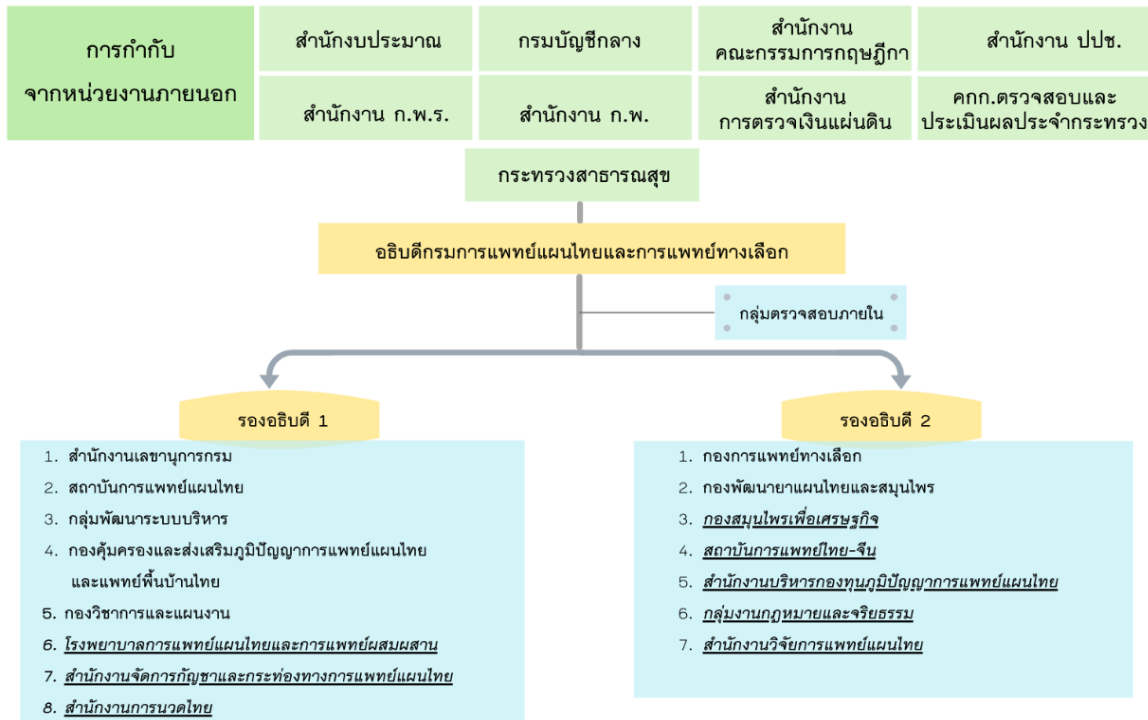 การกำกับ
จากหน่วยงานภายนอก
สำนักงบประมาณ
กรมบัญชีกลาง
สำนักงาน
คณะกรรมการกฤษฎีกา
สำนักงาน ปปช.
สำนักงาน ก.พ.ร.
สำนักงาน ก.พ.
สำนักงาน
การตรวจเงินแผ่นดิน
คกก.ตรวจสอบและ
ประเมินผลประจำกระทรวง
กระทรวงสาธารณสุข
อธิบดีกรมการแพทย์แผนไทยและการแพทย์ทางเลือก
กลุ่มตรวจสอบภายใน
รองอธิบดี 1
1. สำนักงานเลขานุการกรม
2. สถาบันการแพทย์แผนไทย
3. กลุ่มพัฒนาระบบบริหาร
4. กองคุ้มครองและส่งเสริมภูมิปัญญาการแพทย์แผนไทย
และแพทย์พื้นบ้านไทย
5. กองวิชาการและแผนงาน
6. โรงพยาบาลการแพทย์แผนไทยและการแพทย์ผสมผสาน
7. สำนักงานจัดการกัญชาและกระท่องทางการแพทย์แผนไทย
8. สำนักงานการนวดไทย
รองอธิบดี 2
1. กองการแพทย์ทางเลือก
2. กองพัฒนายาแผนไทยและสมุนไพร
3. กองสมุนไพรเพื่อเศรษฐกิจ
4. สถาบันการแพทย์ไทย-จีน
5. สำนักงานบริหารกองทุนภูมิปัญญาการแพทย์แผนไทย
6. กลุ่มงานกฎหมายและจริยธรรม
7. สำนักงานวิจัยการแพทย์แผนไทย